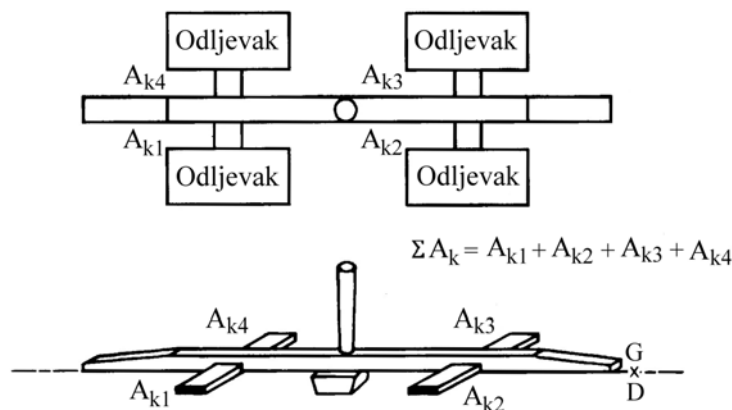 Odljevak Odljevak
A_k4 A_k3
A_k1 A_k2
Odljevak Odljevak
ΣA_k = A_k1 + A_k2 + A_k3 + A_k4
A_k4 A_k3
G
D
A_k1 A_k2